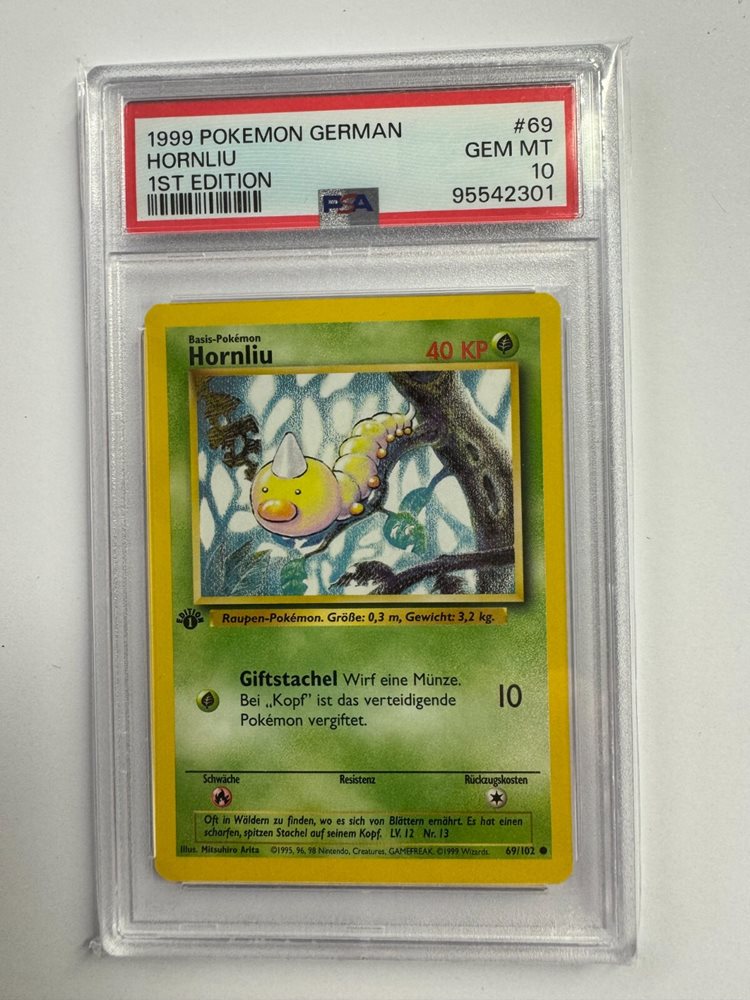 1999 POKEMON GERMAN #69
HORNLIU GEM MT
1ST EDITION 10
PSA 95542301
Basis-Pokémon
Hornliu 40 KP
EDITION 1
Raupen-Pokémon. Größe: 0,3 m, Gewicht: 3,2 kg.
Giftstachel Wirf eine Münze.
Bei „Kopf" ist das verteidigende
Pokémon vergiftet.
10
Schwäche Resistenz Rückzugskosten
Oft in Wäldern zu finden, wo es sich von Blättern ernährt. Es hat einen
scharfen, spitzen Stachel auf seinem Kopf. LV. 12 Nr. 13
Illus. Mitsuhiro Arita ©1995, 96, 98 Nintendo, Creatures, GAMEFREAK. ©1999 Wizards. 69/102